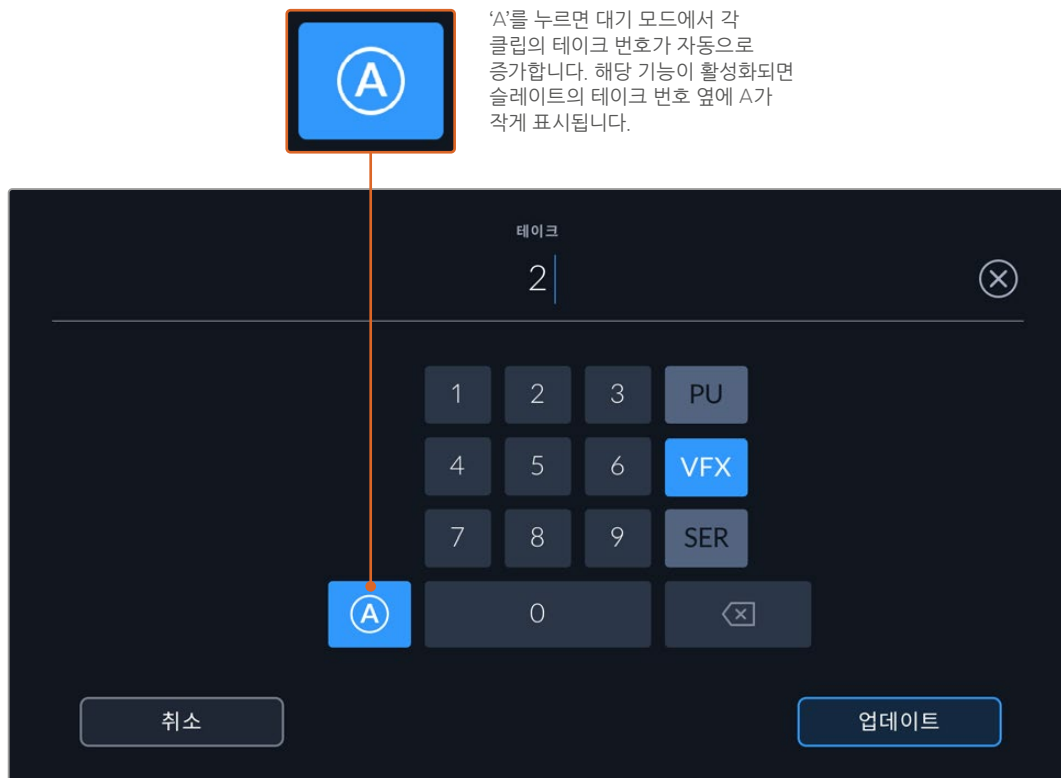 A
'A'를 누르면 대기 모드에서 각
클립의 테이크 번호가 자동으로
증가합니다. 해당 기능이 활성화되면
슬레이트의 테이크 번호 옆에 A가
작게 표시됩니다.
테이크
2
1 2 3 PU
4 5 6 VFX
7 8 9 SER
A 0
취소 업데이트